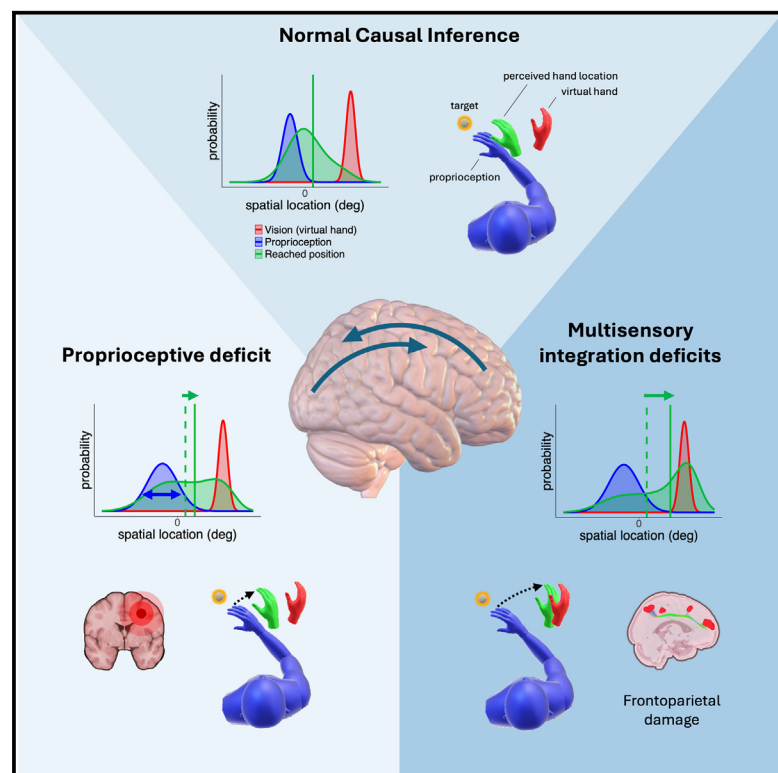 Normal Causal Inference
probability
0
spatial location (deg)
Vision (virtual hand)
Proprioception
Reached position
perceived hand location
virtual hand
target
proprioception
Proprioceptive deficit
probability
0
spatial location (deg)
Multisensory
integration deficits
probability
0
spatial location (deg)
Frontoparietal
damage